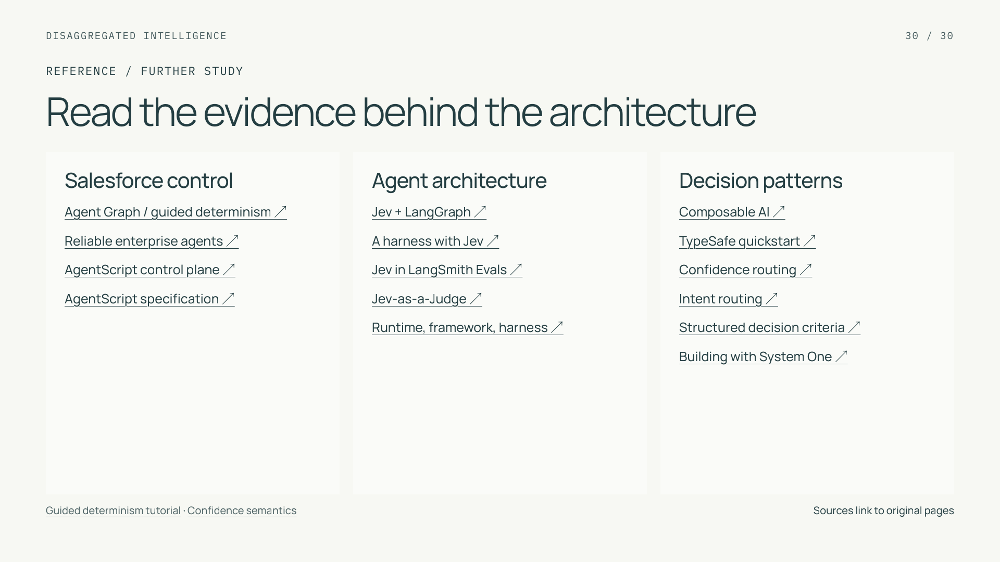 DISAGGREGATED INTELLIGENCE
30 / 30
REFERENCE / FURTHER STUDY
Read the evidence behind the architecture
Salesforce control
Agent Graph / guided determinism ↗
Reliable enterprise agents ↗
AgentScript control plane ↗
AgentScript specification ↗
Agent architecture
Jev + LangGraph ↗
A harness with Jev ↗
Jev in LangSmith Evals ↗
Jev-as-a-Judge ↗
Runtime, framework, harness ↗
Decision patterns
Composable AI ↗
TypeSafe quickstart ↗
Confidence routing ↗
Intent routing ↗
Structured decision criteria ↗
Building with System One ↗
Guided determinism tutorial · Confidence semantics
Sources link to original pages